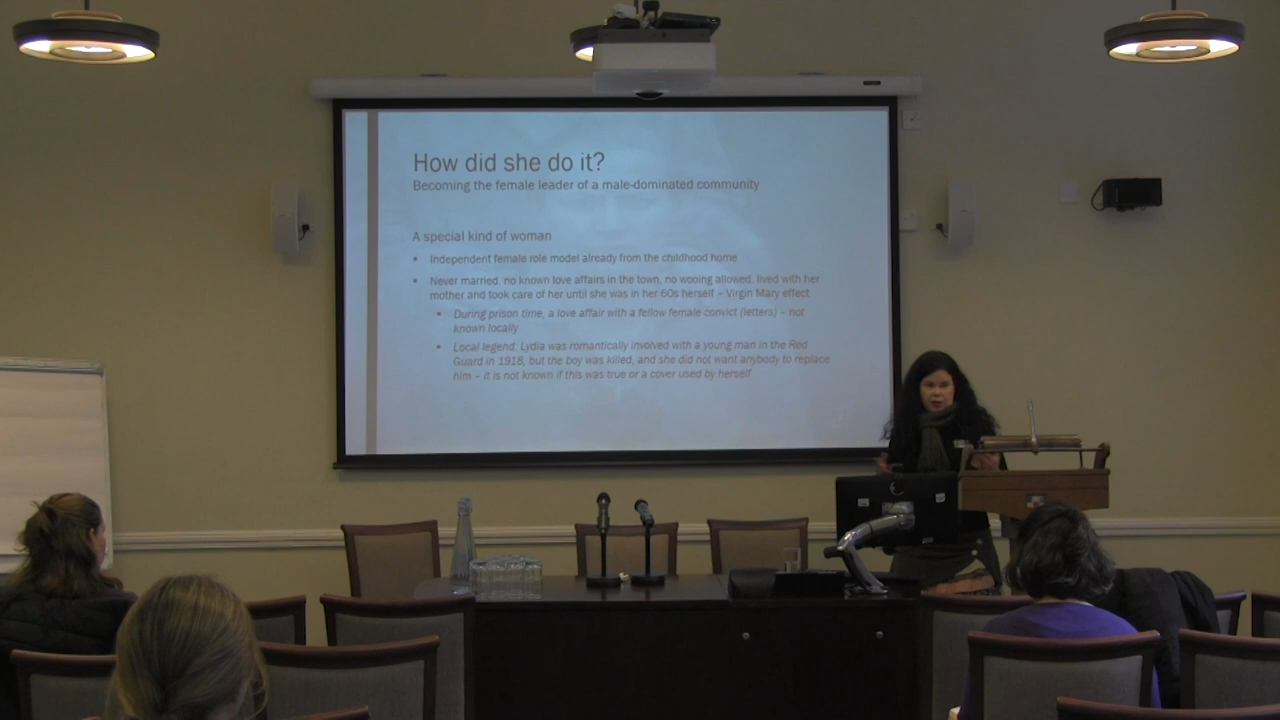 How did she do it?
Becoming the female leader of a male-dominated community
A special kind of woman
Independent female role model already from the childhood home
Never married, no known love affairs in the town, no wooing allowed, lived with her
mother and took care of her until she was in her 60s herself – Virgin Mary effect
During prison time, a love affair with a fellow female convict (letters) – not
known locally
Local legend: Lydia was romantically involved with a young man in the Red
Guard in 1918, but the boy was killed, and she did not want anybody to replace
him – it is not known if this was true or a cover used by herself